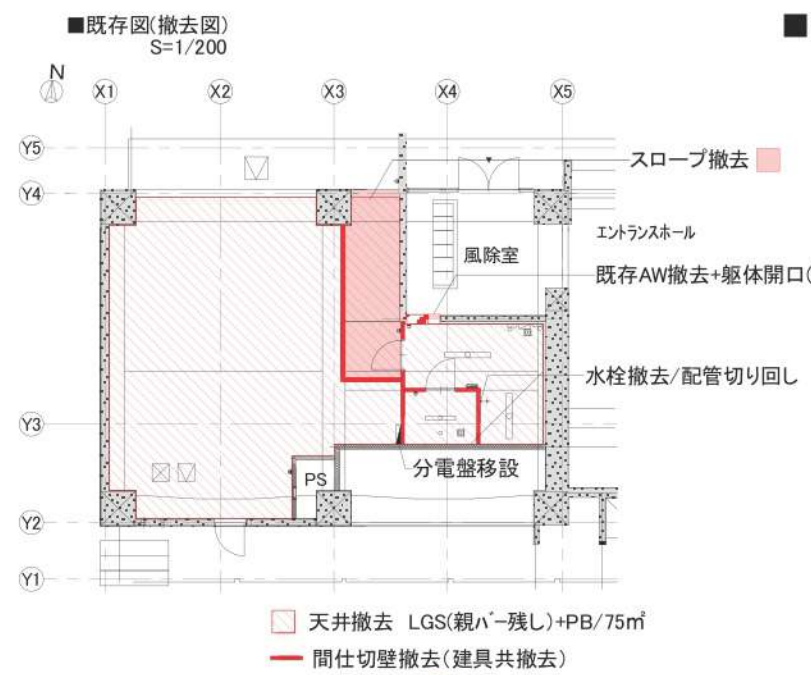 ■既存図(撤去図)
S=1/200
N
X1 X2 X3 X4 X5
Y5
Y4
スロープ撤去
エントランスホール
風除室
既存AW撤去+躯体開口(
水栓撤去/配管切り回し
Y3
分電盤移設
PS
Y2
Y1
天井撤去 LGS(親バー残し)+PB/75㎡
間仕切壁撤去(建具共撤去)